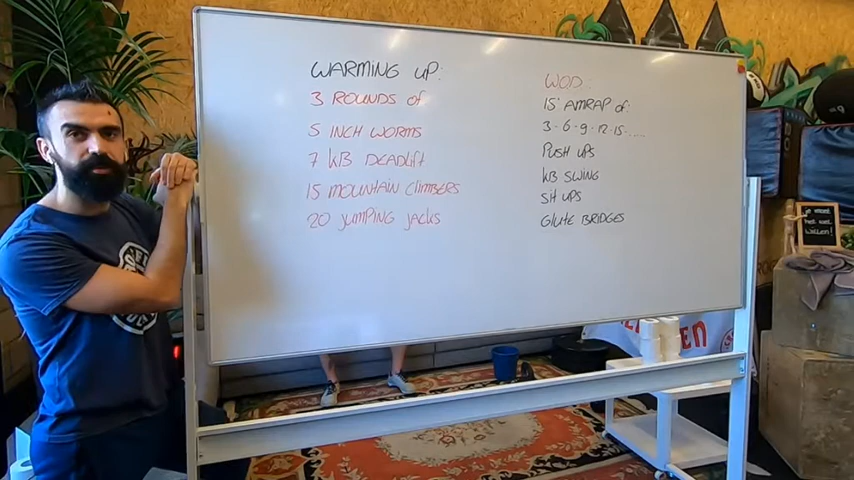 WARMING UP:
3 ROUNDS OF
5 INCH WORMS
7 KB DEADLIFT
15 MOUNTAIN CLIMBERS
20 JUMPING JACKS
WOD:
15' AMRAP OF:
3-6-9-12-15-....
PUSH UPS
KB SWING
SIT UPS
GLUTE BRIDGES